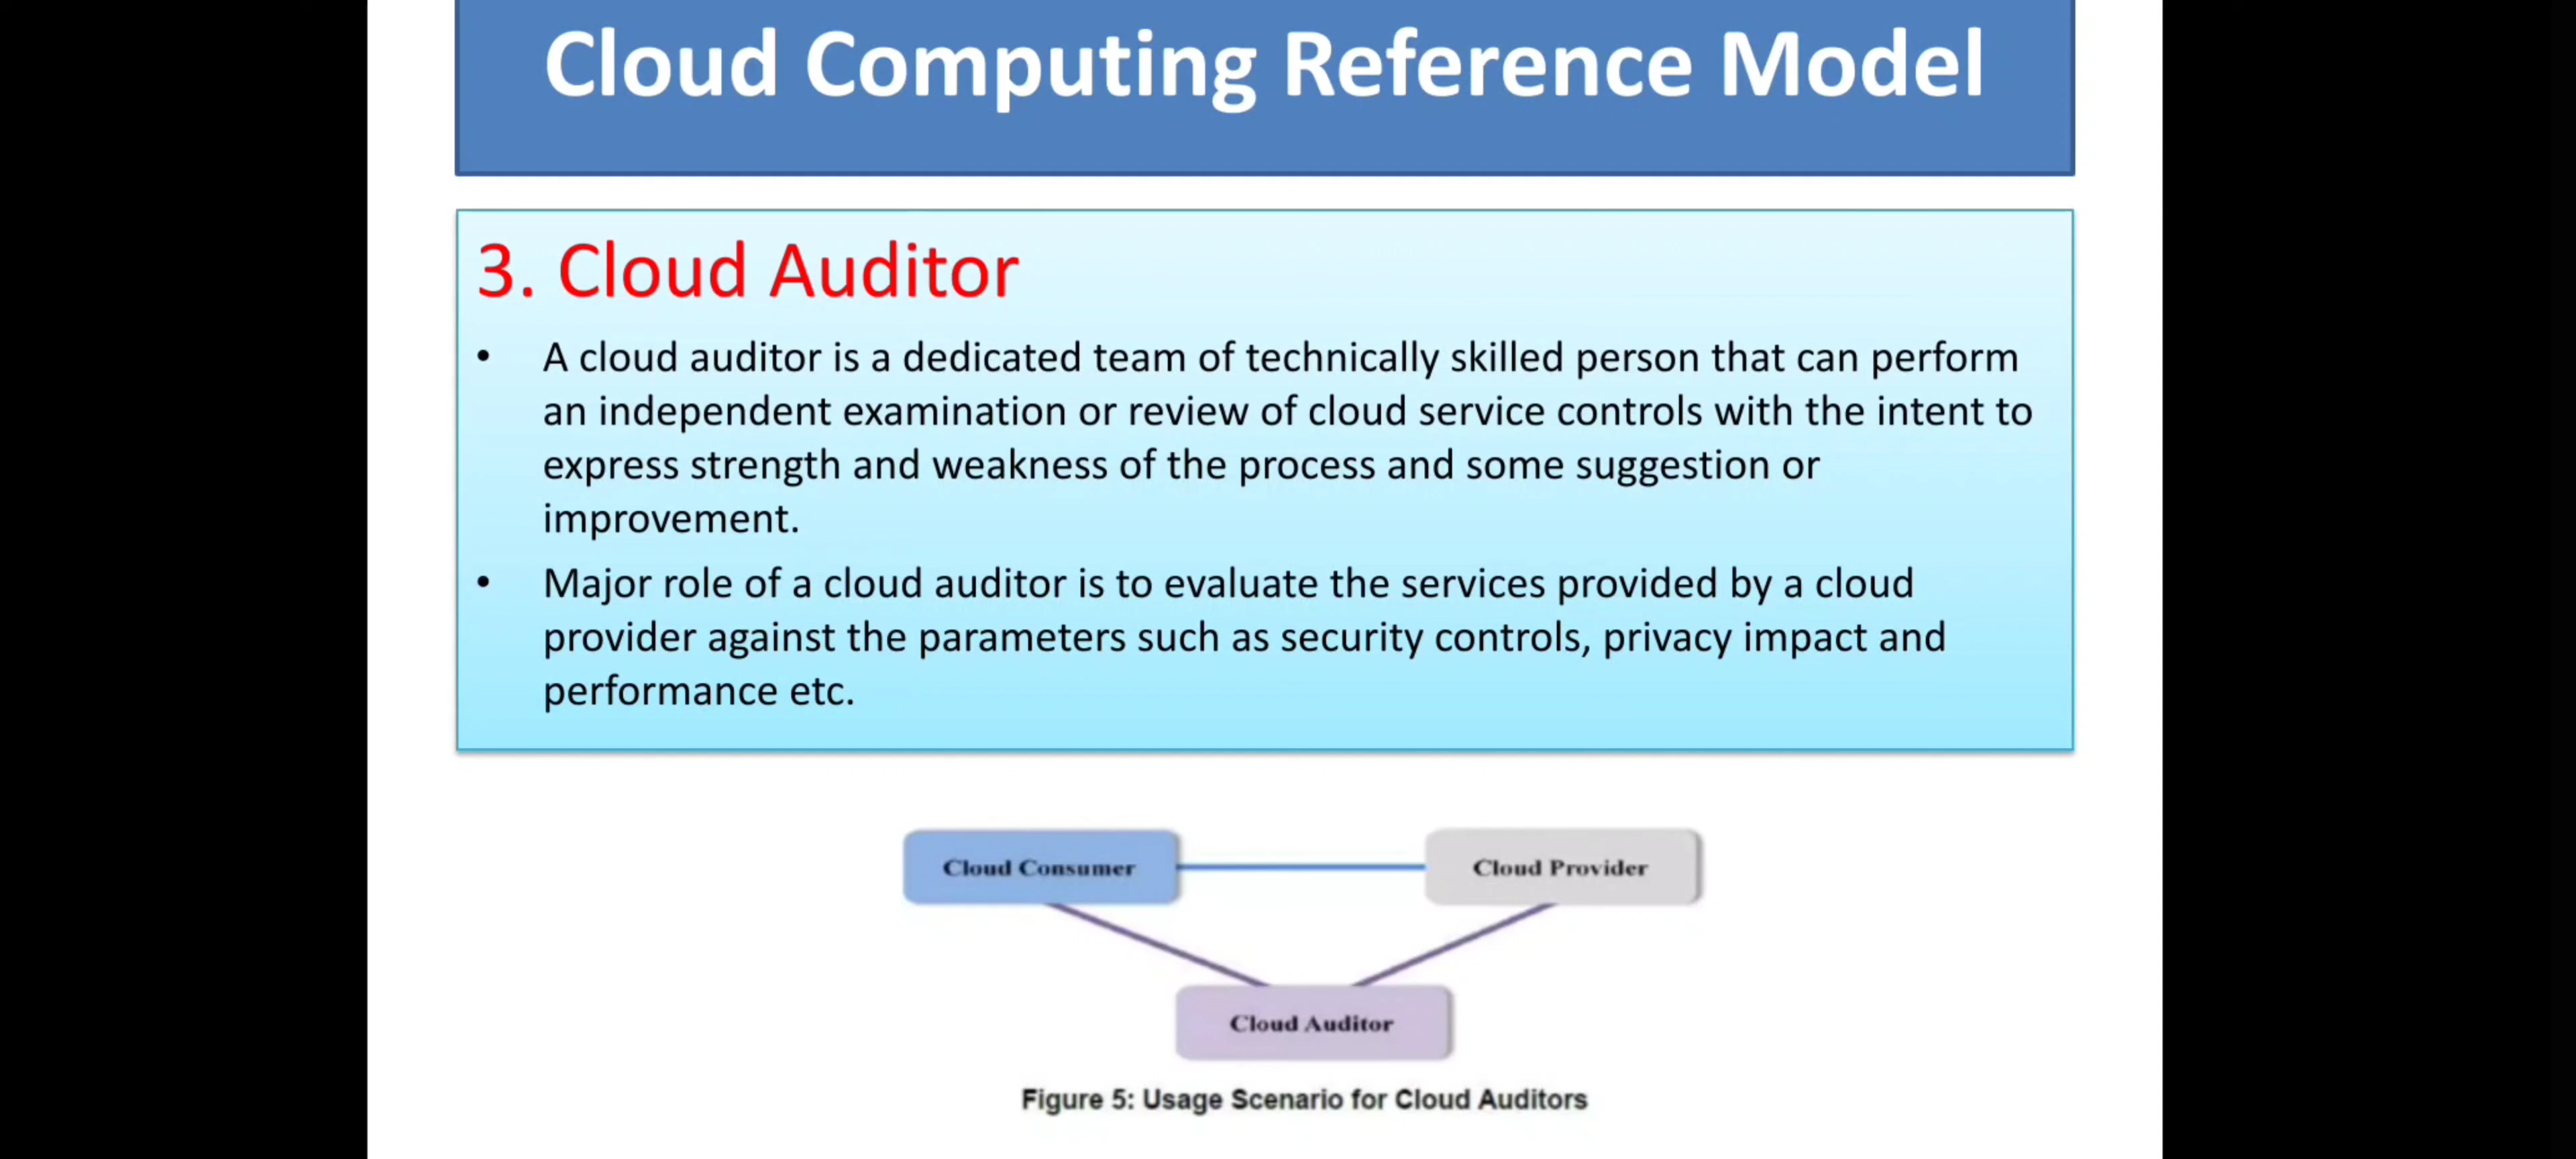 Cloud Computing Reference Model
3. Cloud Auditor
• A cloud auditor is a dedicated team of technically skilled person that can perform
an independent examination or review of cloud service controls with the intent to
express strength and weakness of the process and some suggestion or
improvement.
• Major role of a cloud auditor is to evaluate the services provided by a cloud
provider against the parameters such as security controls, privacy impact and
performance etc.
Cloud Consumer
Cloud Provider
Cloud Auditor
Figure 5: Usage Scenario for Cloud Auditors